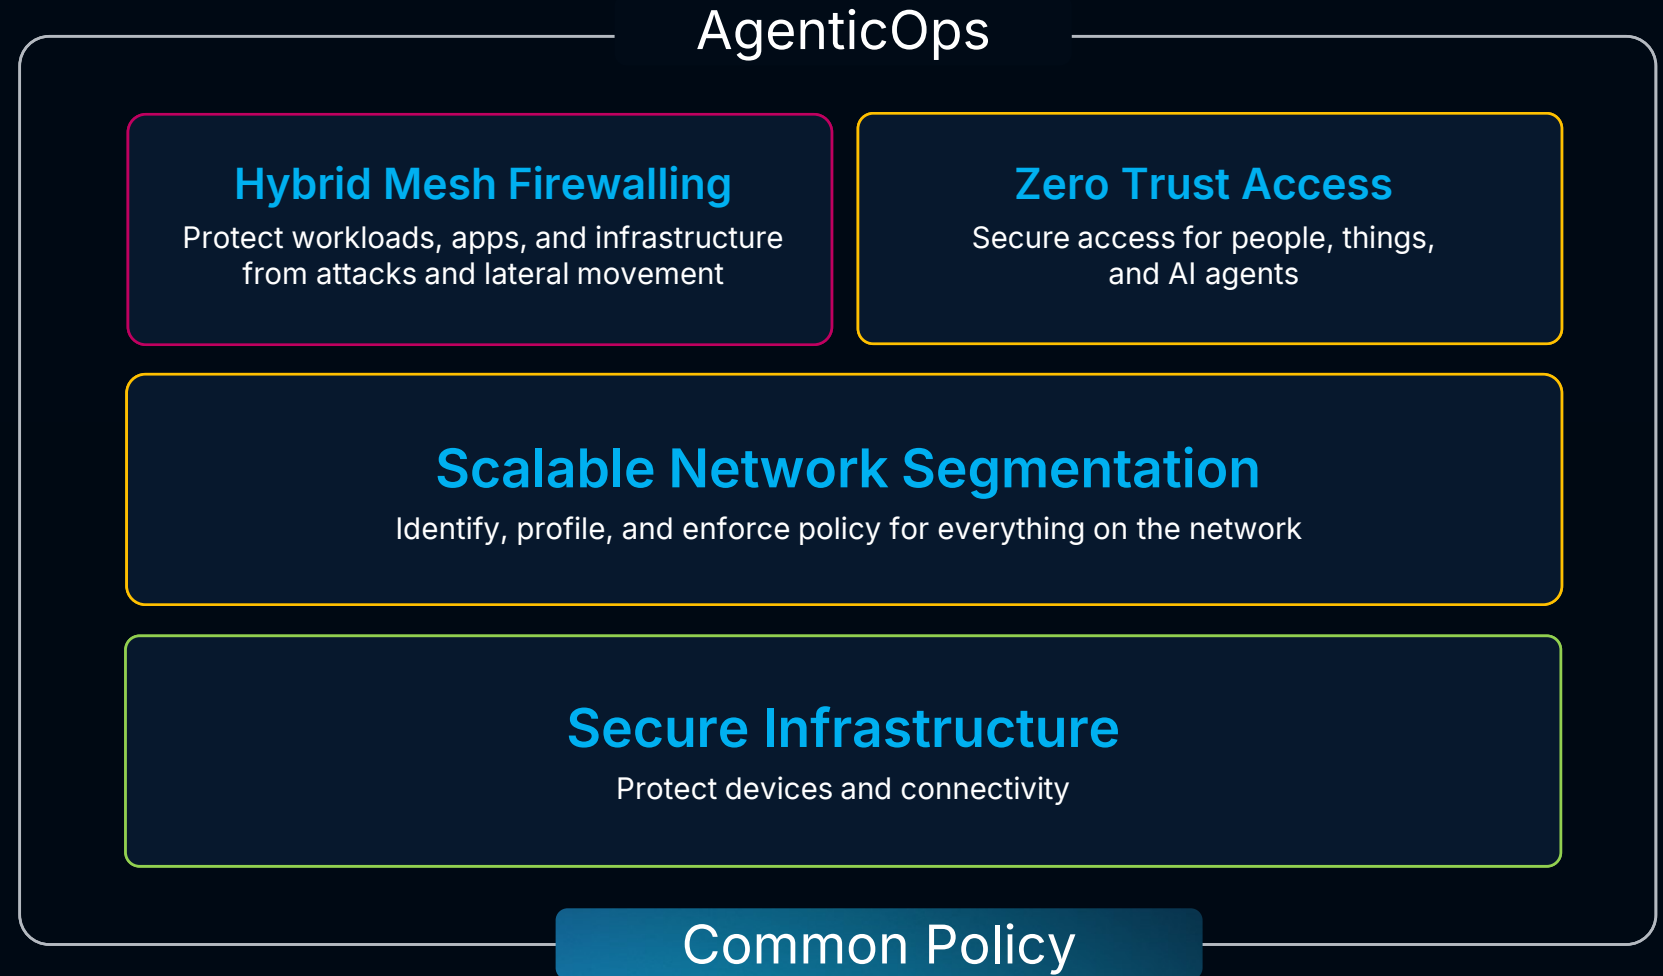 AgenticOps
Hybrid Mesh Firewalling
Protect workloads, apps, and infrastructure
from attacks and lateral movement
Zero Trust Access
Secure access for people, things,
and AI agents
Scalable Network Segmentation
Identify, profile, and enforce policy for everything on the network
Secure Infrastructure
Protect devices and connectivity
Common Policy